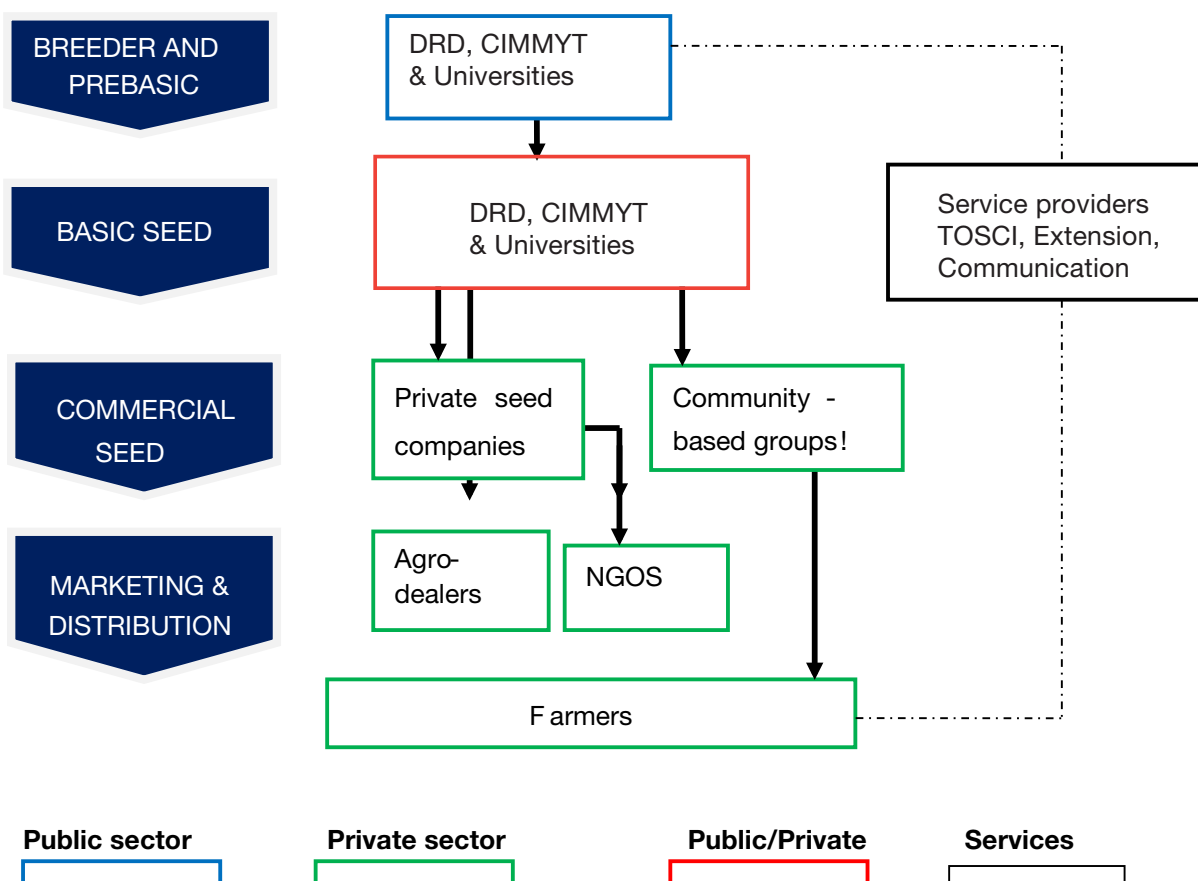 BREEDER AND
PREBASIC
DRD, CIMMYT
& Universities
BASIC SEED
DRD, CIMMYT
& Universities
Service providers
TOSCI, Extension,
Communication
COMMERCIAL
SEED
Private seed
companies
Community -
based groups!
MARKETING &
DISTRIBUTION
Agro-
dealers
NGOS
Farmers
Public sector
Private sector
Public/Private
Services